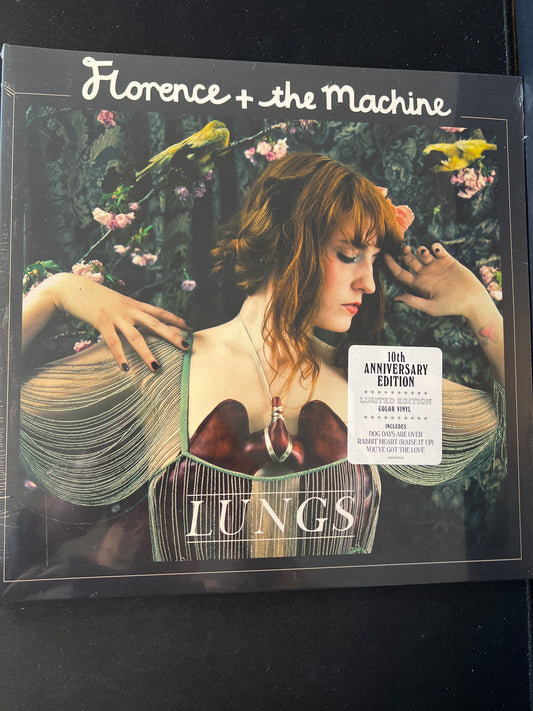 Florence + the Machine
10th
ANNIVERSARY
EDITION
LIMITED EDITION
COLOR VINYL
INCLUDES
DOG DAYS ARE OVER
RABBIT HEART (RAISE IT UP)
YOU'VE GOT THE LOVE
LUNGS